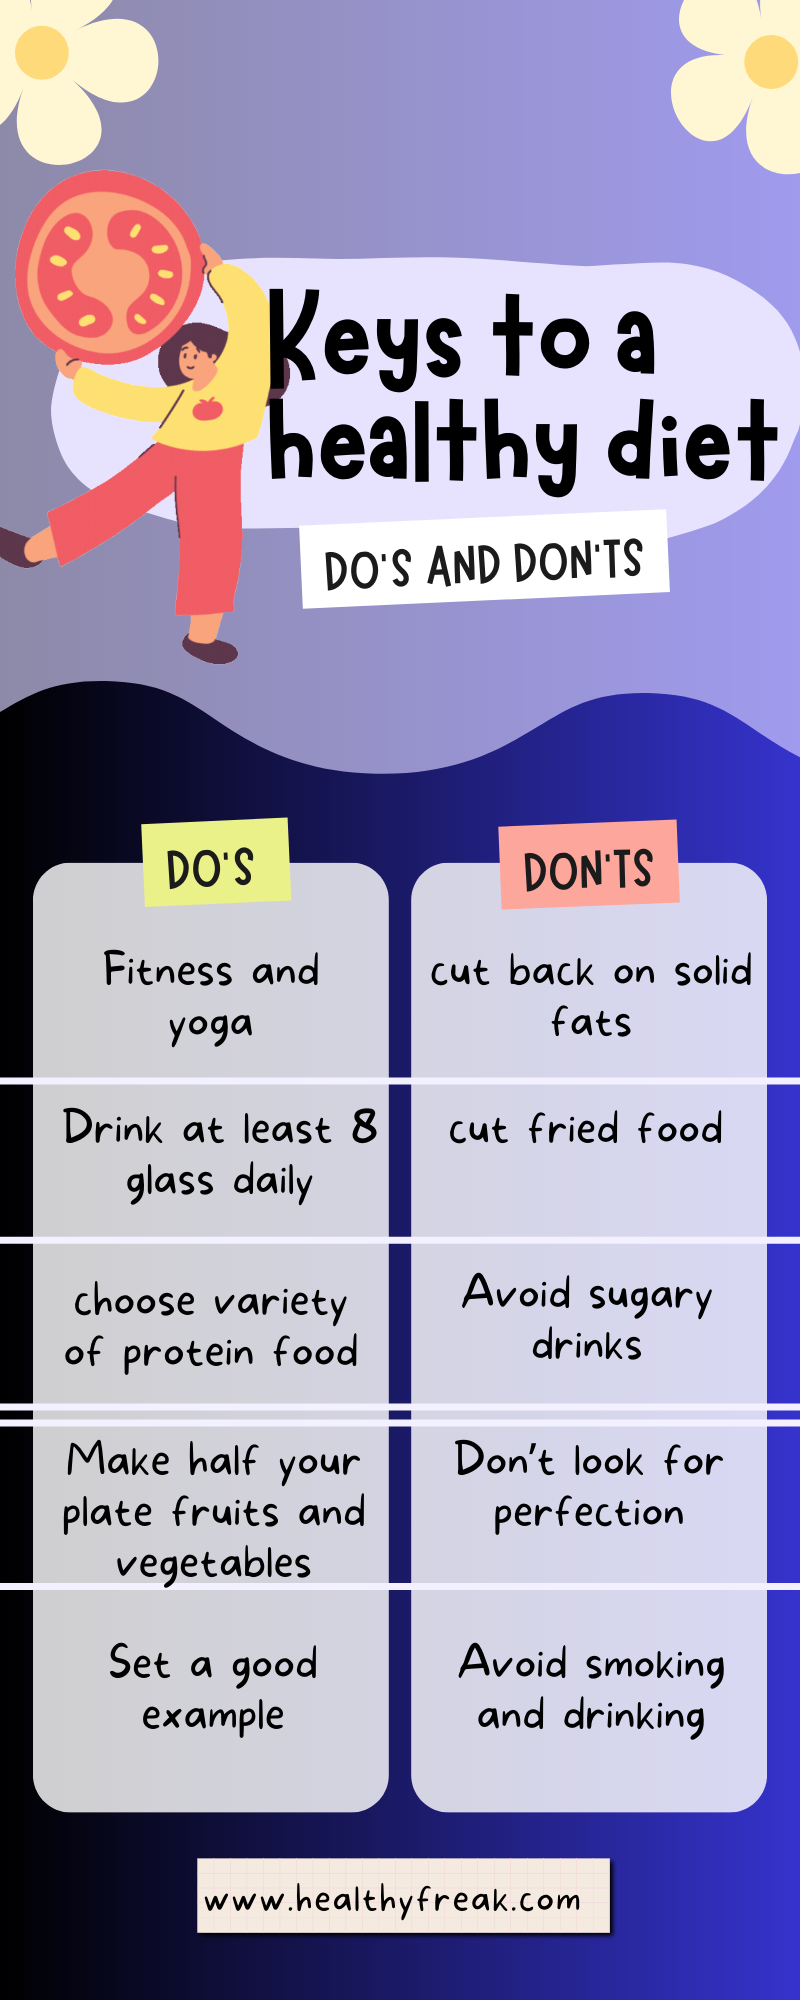 Keys to a
healthy diet
DO'S AND DON'TS
DO'S
Fitness and
yoga
Drink at least 8
glass daily
choose variety
of protein food
Make half your
plate fruits and
vegetables
Set a good
example
DON'TS
cut back on solid
fats
cut fried food
Avoid sugary
drinks
Don't look for
perfection
Avoid smoking
and drinking
www.healthyfreak.com